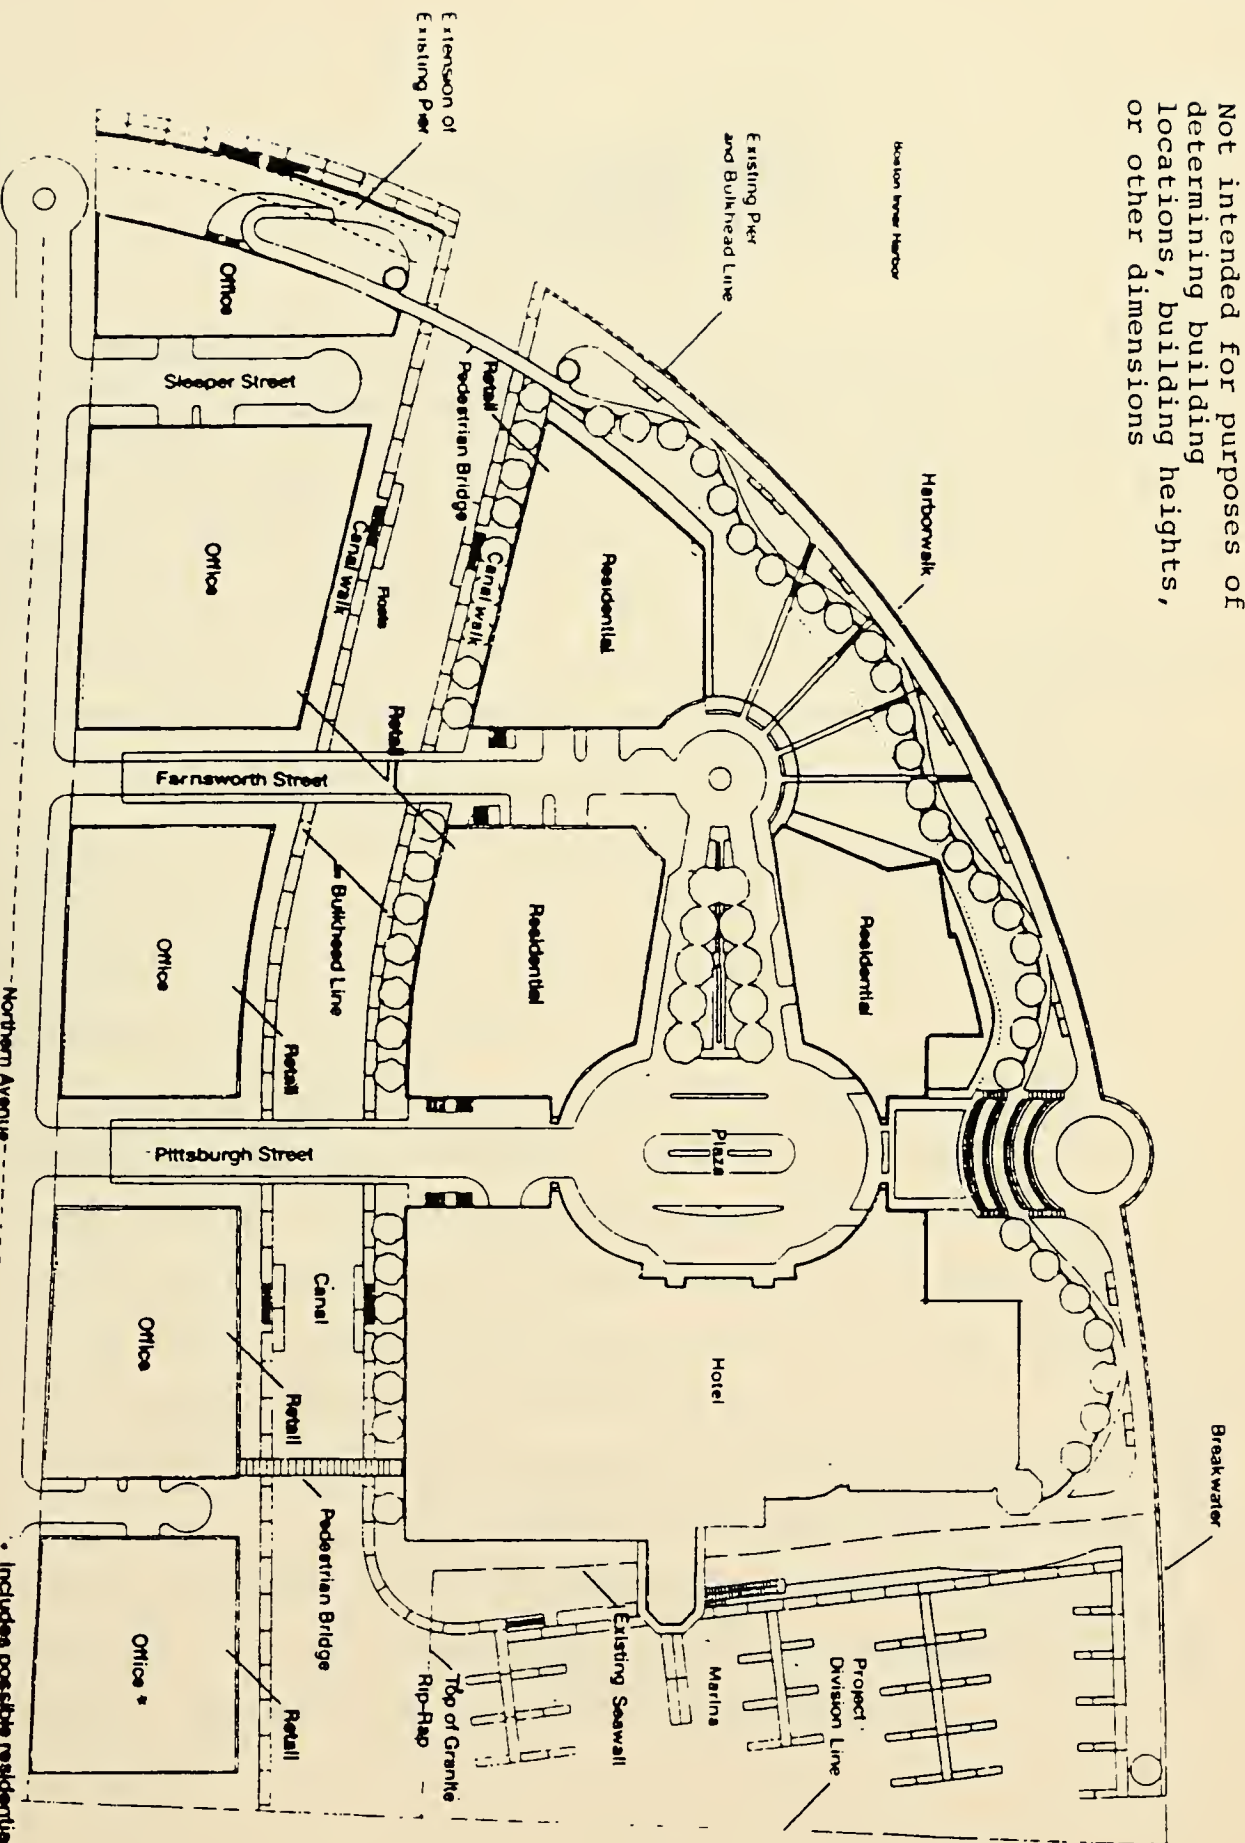 Not intended for purposes of
determining building
locations, building heights,
or other dimensions
Boston Inner Harbor
Breakwater
Harborwalk
Existing Pier
and Bulkhead Line
Extension of
Existing Pier
Retail
Pedestrian Bridge
Residential
Canal walk
Floats
Canal walk
Office
Sleeper Street
Office
Retail
Farnsworth Street
Residential
Residential
Bulkhead Line
Office
Retail
Plaza
Pittsburgh Street
Hotel
Canal
Office
Retail
Pedestrian Bridge
Project
Division Line
Marina
Existing Seawall
Top of Granite
Rip-Rap
Retail
Office *
Northern Avenue
* Includes possible residential